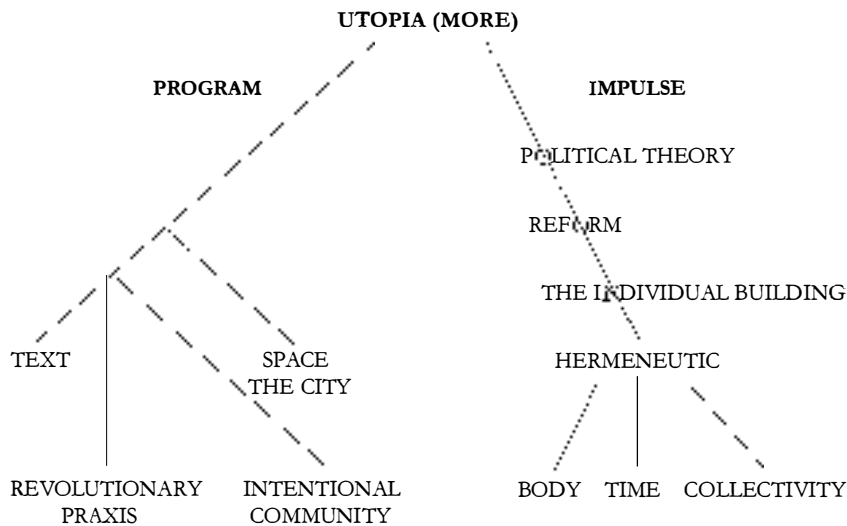 UTOPIA (MORE)
PROGRAM
IMPULSE
POLITICAL THEORY
REFORM
THE INDIVIDUAL BUILDING
TEXT
SPACE
THE CITY
HERMENEUTIC
REVOLUTIONARY
PRAXIS
INTENTIONAL
COMMUNITY
BODY
TIME
COLLECTIVITY